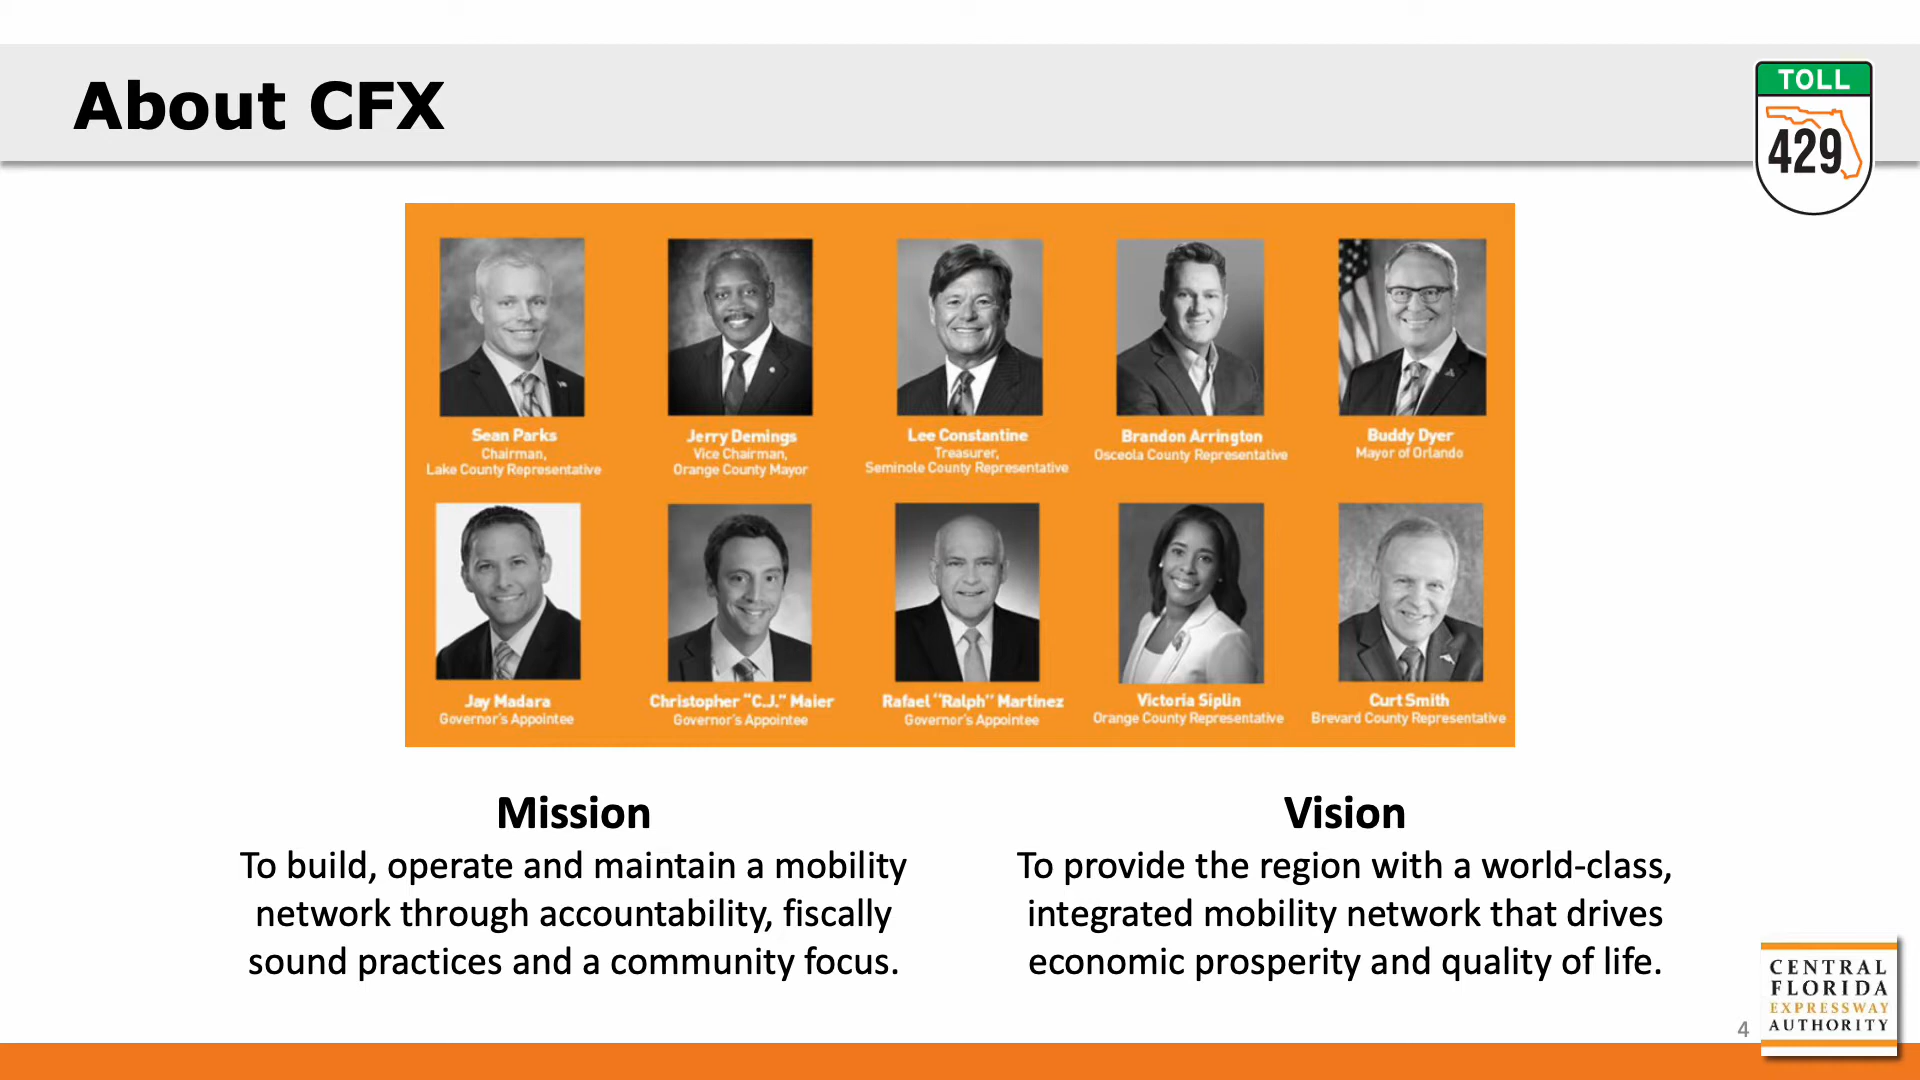 About CFX
TOLL
429
Sean Parks
Chairman,
Lake County Representative
Jerry Demings
Vice Chairman,
Orange County Mayor
Lee Constantine
Treasurer,
Seminole County Representative
Brandon Arrington
Osceola County Representative
Buddy Dyer
Mayor of Orlando
Jay Madara
Governor's Appointee
Christopher "C.J." Maier
Governor's Appointee
Rafael "Ralph" Martinez
Governor's Appointee
Victoria Siplin
Orange County Representative
Curt Smith
Brevard County Representative
Mission
To build, operate and maintain a mobility
network through accountability, fiscally
sound practices and a community focus.
Vision
To provide the region with a world-class,
integrated mobility network that drives
economic prosperity and quality of life.
4
CENTRAL
FLORIDA
EXPRESSWAY
AUTHORITY